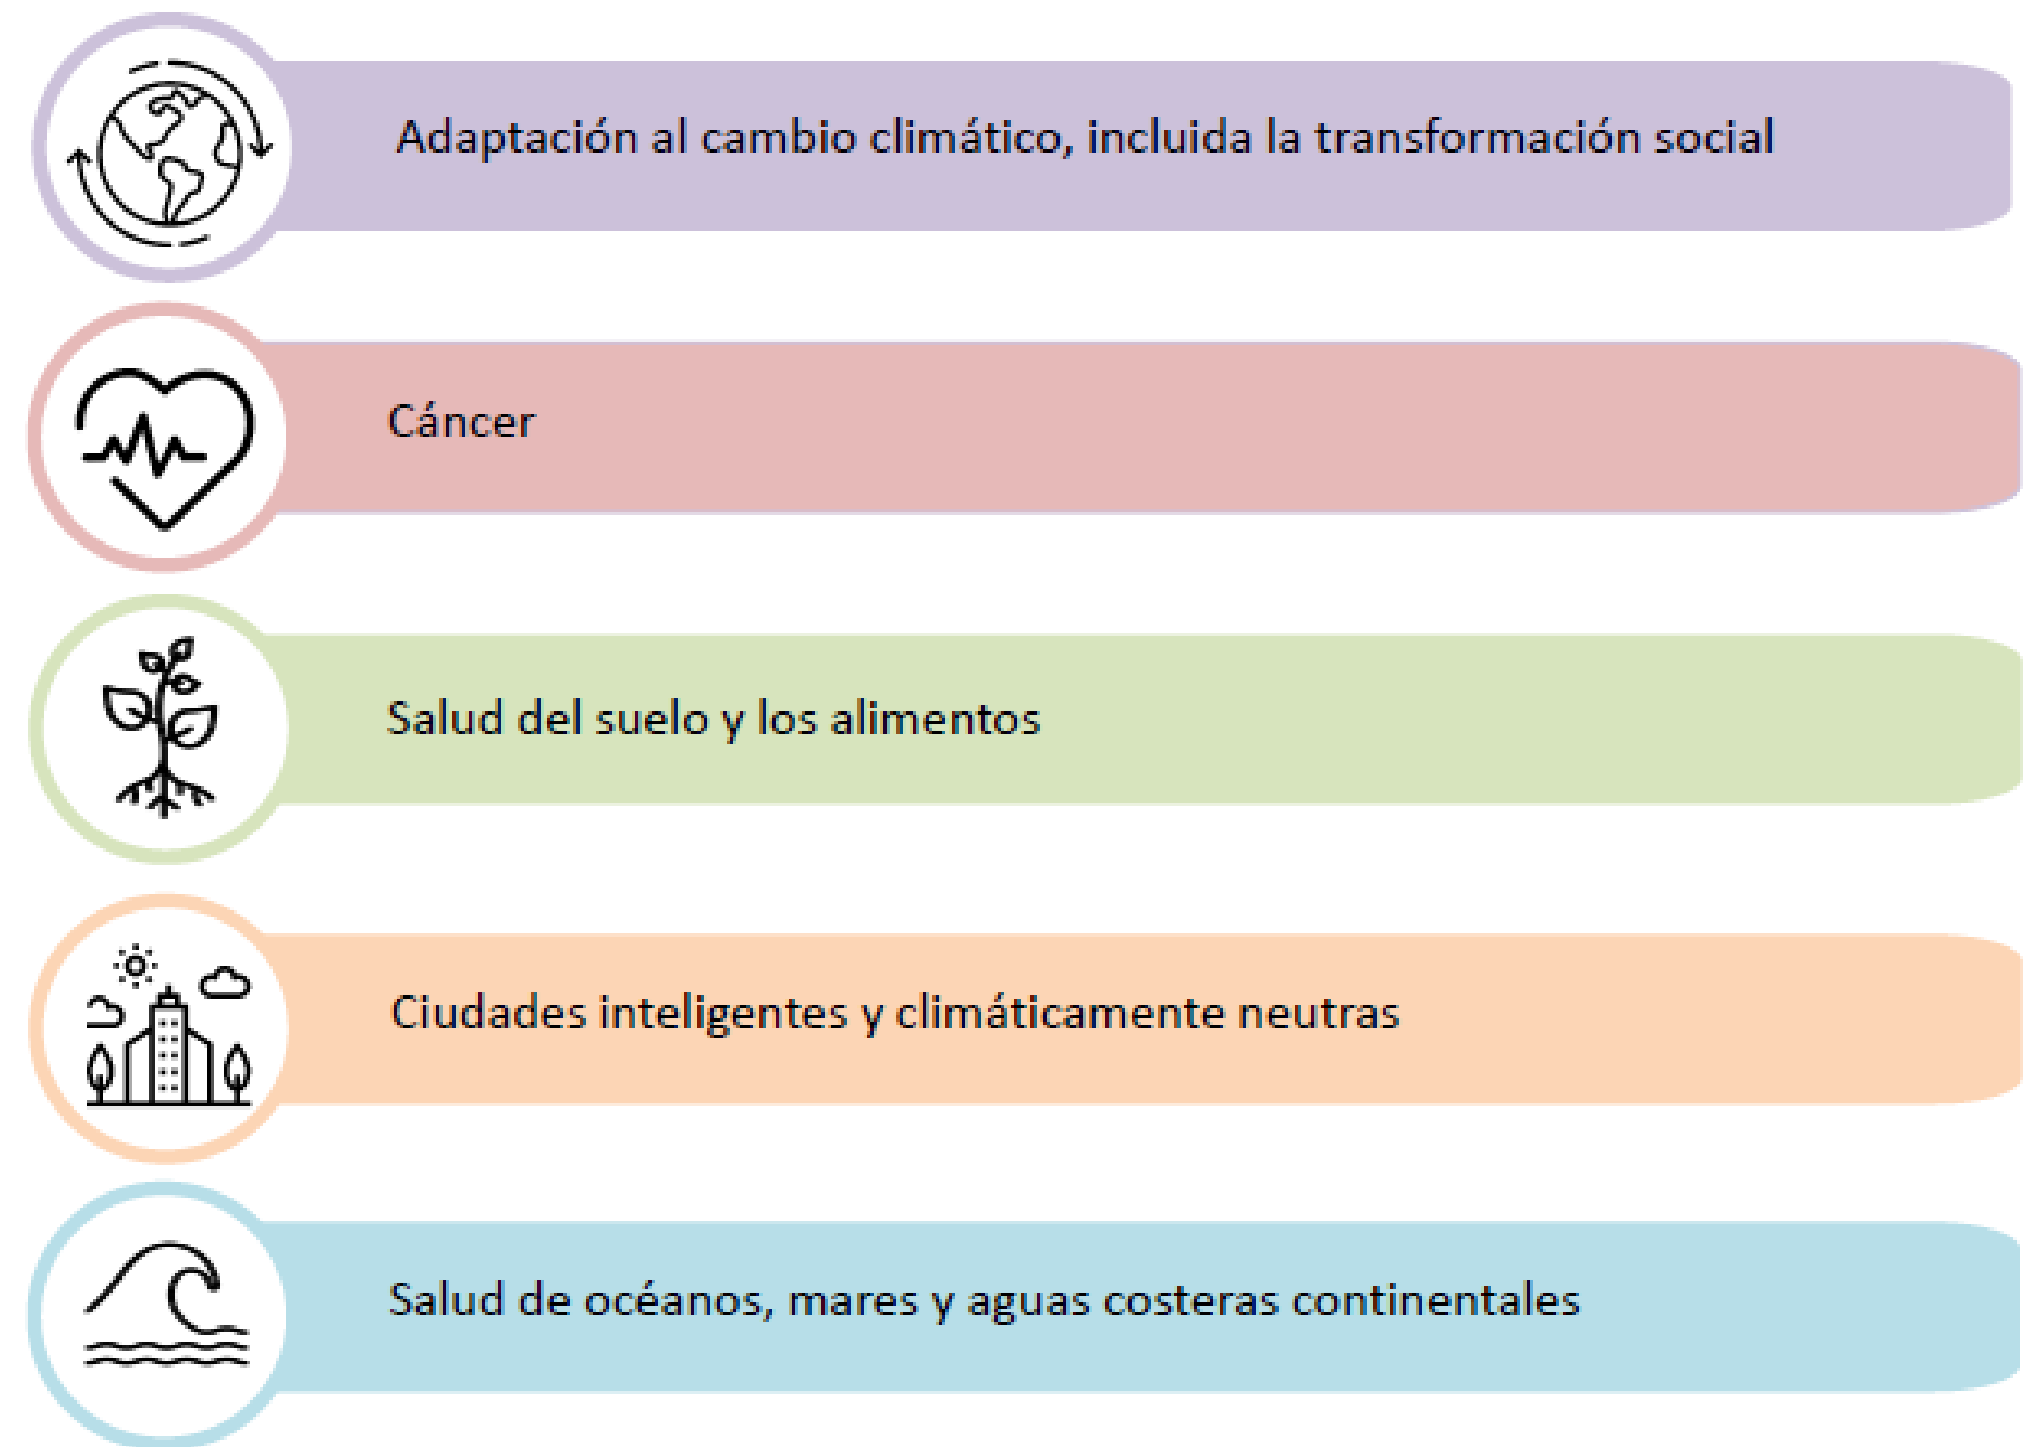 Adaptación al cambio climático, incluida la transformación social
Cáncer
Salud del suelo y los alimentos
Ciudades inteligentes y climáticamente neutras
Salud de océanos, mares y aguas costeras continentales